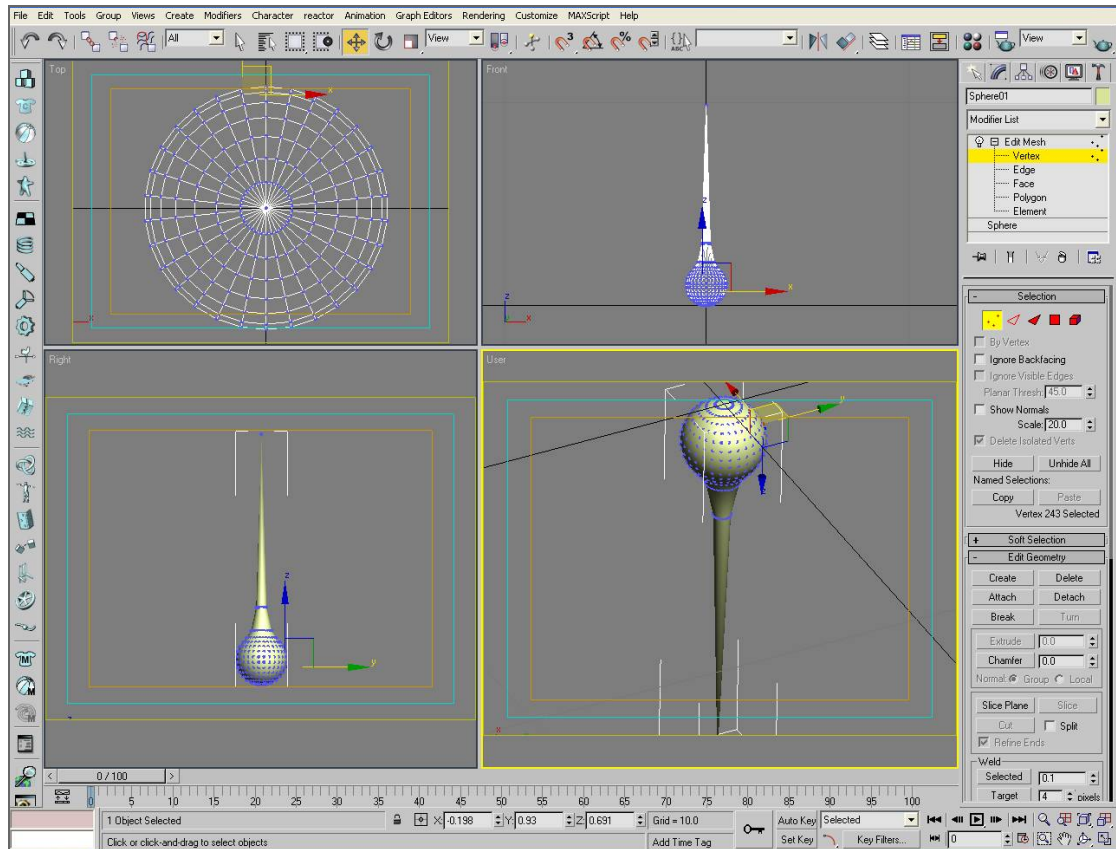 File Edit Tools Group Views Create Modifiers Character reactor Animation Graph Editors Rendering Customize MAXScript Help
All
View
3
%
ABC
View
Top
Front
Sphere01
Modifier List
Edit Mesh
Vertex
Edge
Face
Polygon
Element
Sphere
x
z
x
z
x
x
Right
User
z
y
y
z
x
Selection
By Vertex
Ignore Backfacing
Ignore Visible Edges
Planar Thresh: 45.0
Show Normals
Scale: 20.0
Delete Isolated Verts
Hide Unhide All
Named Selections:
Copy Paste
Vertex 243 Selected
+ Soft Selection
- Edit Geometry
Create Delete
Attach Detach
Break Turn
Extrude 0.0
Chamfer 0.0
Normal: Group Local
Slice Plane Slice
Cut Split
Refine Ends
Weld
Selected 0.1
Target 4 pixels
< 0 / 100 >
0 5 10 15 20 25 30 35 40 45 50 55 60 65 70 75 80 85 90 95 100
1 Object Selected X: -0.198 Y: 0.93 Z: 0.691 Grid = 10.0 Auto Key Selected
Click or click-and-drag to select objects Add Time Tag Set Key Key Filters... 0